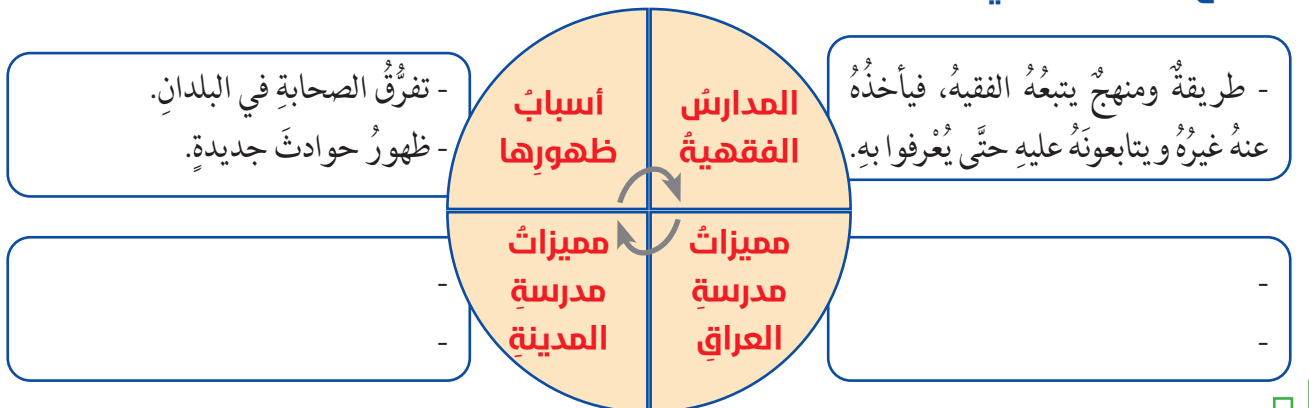 - طريقةٌ ومنهجٌ يتبعُهُ الفقيهُ، فيأخذُهُ
عنهُ غيرُهُ ويتابعونَهُ عليهِ حتَّى يُعْرفوا بهِ.
المدارسُ
الفقهيةُ
أسبابُ
ظهورِها
- تفرُّقُ الصحابةِ في البلدانِ.
- ظهورُ حوادثَ جديدةٍ.
مميزاتُ
مدرسةِ
العراقِ
-
-
مميزاتُ
مدرسةِ
المدينةِ
-
-